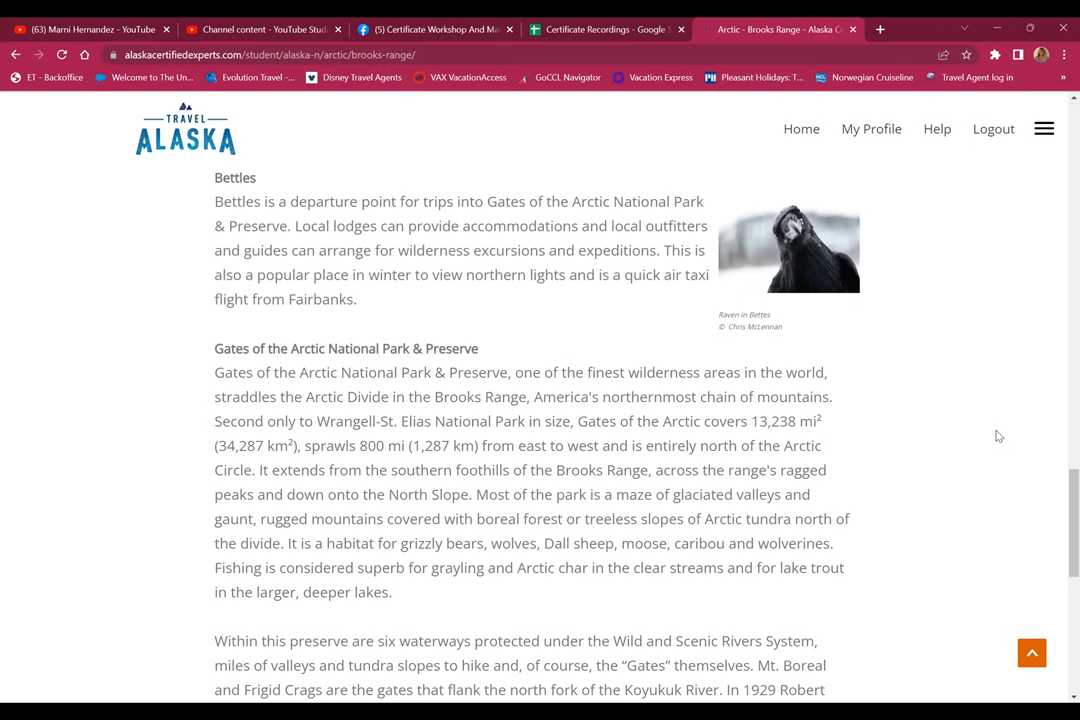 (63) Marni Hernandez - YouTube
Channel content - YouTube Stud
(5) Certificate Workshop And Ma
Certificate Recordings - Google S
Arctic - Brooks Range - Alaska C
alaskacertifiedexperts.com/student/alaska-n/arctic/brooks-range/
ET - Backoffice
Welcome to The Un...
Evolution Travel -...
Disney Travel Agents
VAX VacationAccess
GoCCL Navigator
Vacation Express
Pleasant Holidays: T...
Norwegian Cruiseline
Travel Agent log in
TRAVEL
ALASKA
Home
My Profile
Help
Logout
Bettles
Bettles is a departure point for trips into Gates of the Arctic National Park
& Preserve. Local lodges can provide accommodations and local outfitters
and guides can arrange for wilderness excursions and expeditions. This is
also a popular place in winter to view northern lights and is a quick air taxi
flight from Fairbanks.
Raven in Bettes
© Chris McLennan
Gates of the Arctic National Park & Preserve
Gates of the Arctic National Park & Preserve, one of the finest wilderness areas in the world,
straddles the Arctic Divide in the Brooks Range, America's northernmost chain of mountains.
Second only to Wrangell-St. Elias National Park in size, Gates of the Arctic covers 13,238 mi²
(34,287 km²), sprawls 800 mi (1,287 km) from east to west and is entirely north of the Arctic
Circle. It extends from the southern foothills of the Brooks Range, across the range's ragged
peaks and down onto the North Slope. Most of the park is a maze of glaciated valleys and
gaunt, rugged mountains covered with boreal forest or treeless slopes of Arctic tundra north of
the divide. It is a habitat for grizzly bears, wolves, Dall sheep, moose, caribou and wolverines.
Fishing is considered superb for grayling and Arctic char in the clear streams and for lake trout
in the larger, deeper lakes.
Within this preserve are six waterways protected under the Wild and Scenic Rivers System,
miles of valleys and tundra slopes to hike and, of course, the “Gates” themselves. Mt. Boreal
and Frigid Crags are the gates that flank the north fork of the Koyukuk River. In 1929 Robert